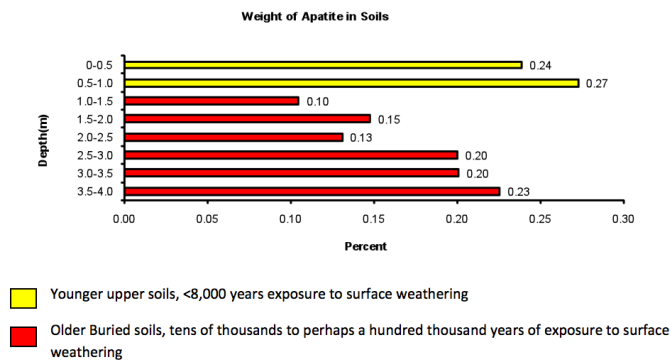 Weight of Apatite in Soils
Depth(m)
0-0.5 0.24
0.5-1.0 0.27
1.0-1.5 0.10
1.5-2.0 0.15
2.0-2.5 0.13
2.5-3.0 0.20
3.0-3.5 0.20
3.5-4.0 0.23
0.00 0.05 0.10 0.15 0.20 0.25 0.30
Percent
Younger upper soils, <8,000 years exposure to surface weathering
Older Buried soils, tens of thousands to perhaps a hundred thousand years of exposure to surface
weathering